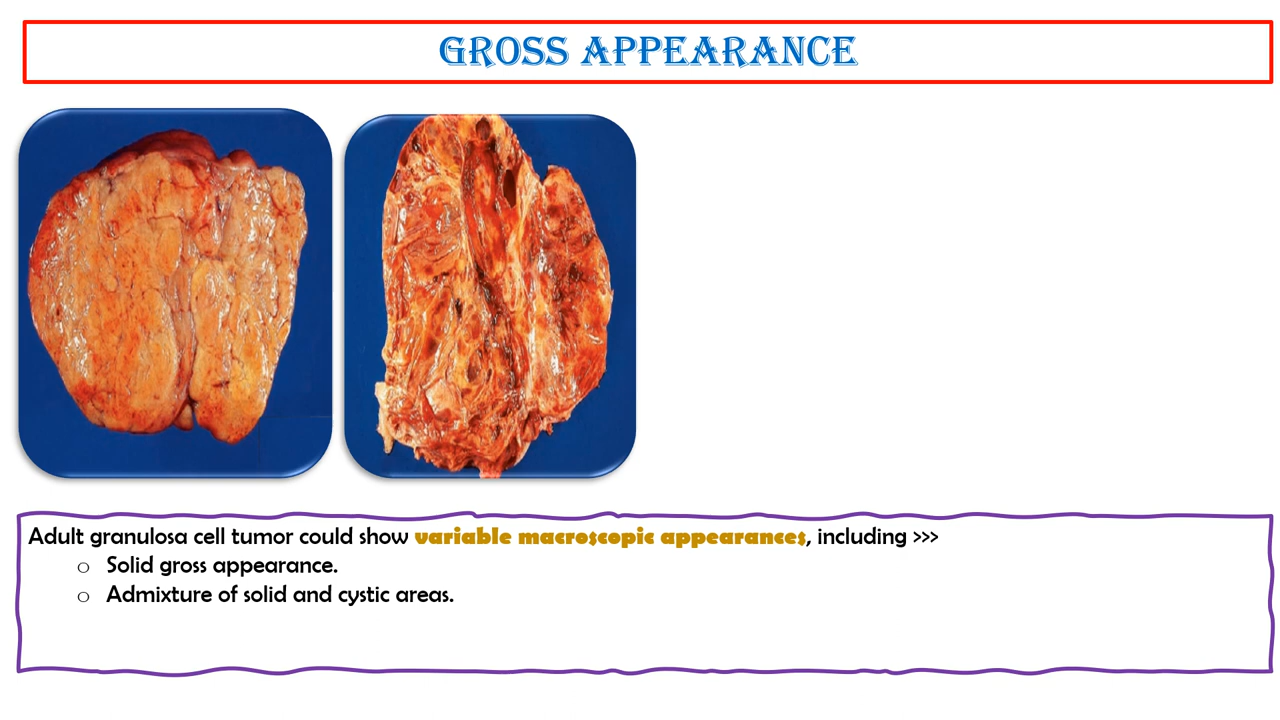 GROSS APPEARANCE
Adult granulosa cell tumor could show variable macroscopic appearances, including >>>
o Solid gross appearance.
o Admixture of solid and cystic areas.